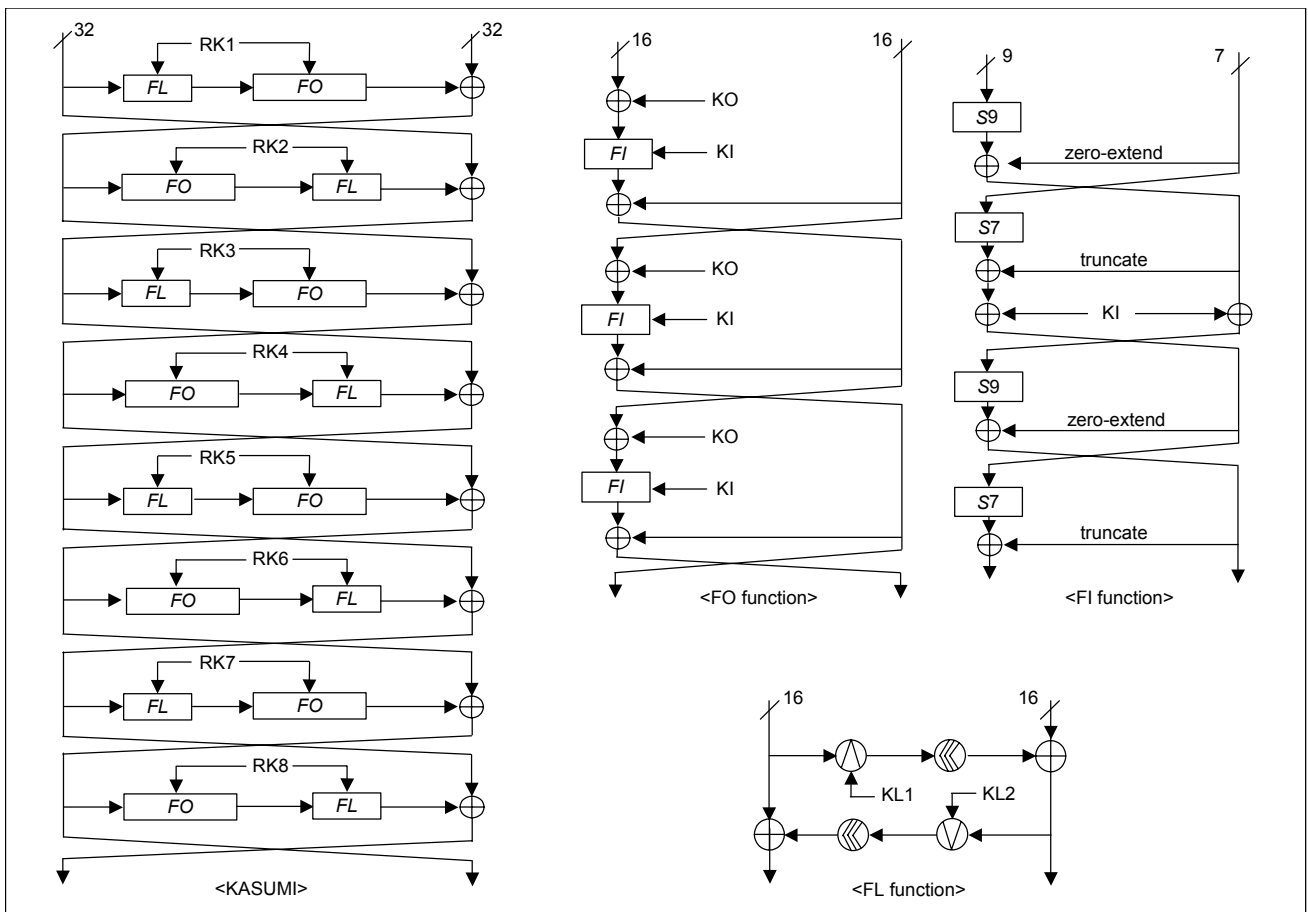 32
32
RK1
FL
FO
RK2
FO
FL
RK3
FL
FO
RK4
FO
FL
RK5
FL
FO
RK6
FO
FL
RK7
FL
FO
RK8
FO
FL
<KASUMI>
16
16
KO
FI
KI
KO
FI
KI
KO
FI
KI
<FO function>
9
7
S9
zero-extend
S7
truncate
KI
S9
zero-extend
S7
truncate
<FI function>
16
16
KL1
KL2
<FL function>